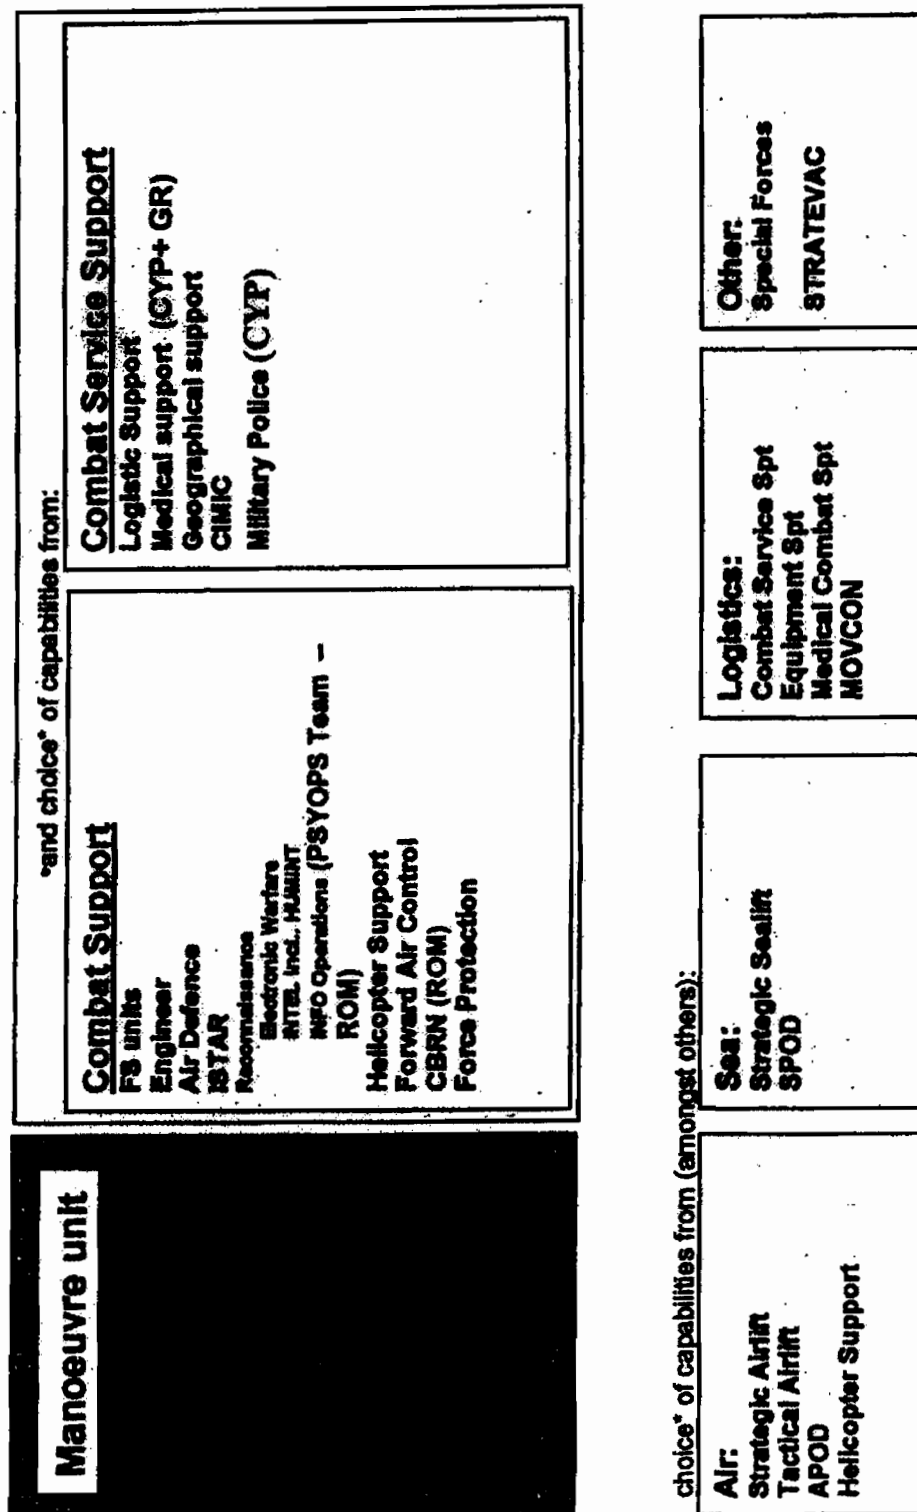 Manoeuvre unit
*and choice* of capabilities from:
Combat Support
FS units
Engineer
Air Defence
ISTAR
Reconnaissance
Electronic Warfare
INTEL incl. HUMINT
INFO Operations (PSYOPS Team –
ROM)
Helicopter Support
Forward Air Control
CBRN (ROM)
Force Protection
Combat Service Support
Logistic Support
Medical support (CYP+ GR)
Geographical support
CIMIC
Military Police (CYP)
choice* of capabilities from (amongst others):
Air:
Strategic Airlift
Tactical Airlift
APOD
Helicopter Support
Sea:
Strategic Sealift
SPOD
Logistics:
Combat Service Spt
Equipment Spt
Medical Combat Spt
MOVCON
Other:
Special Forces
STRATEVAC